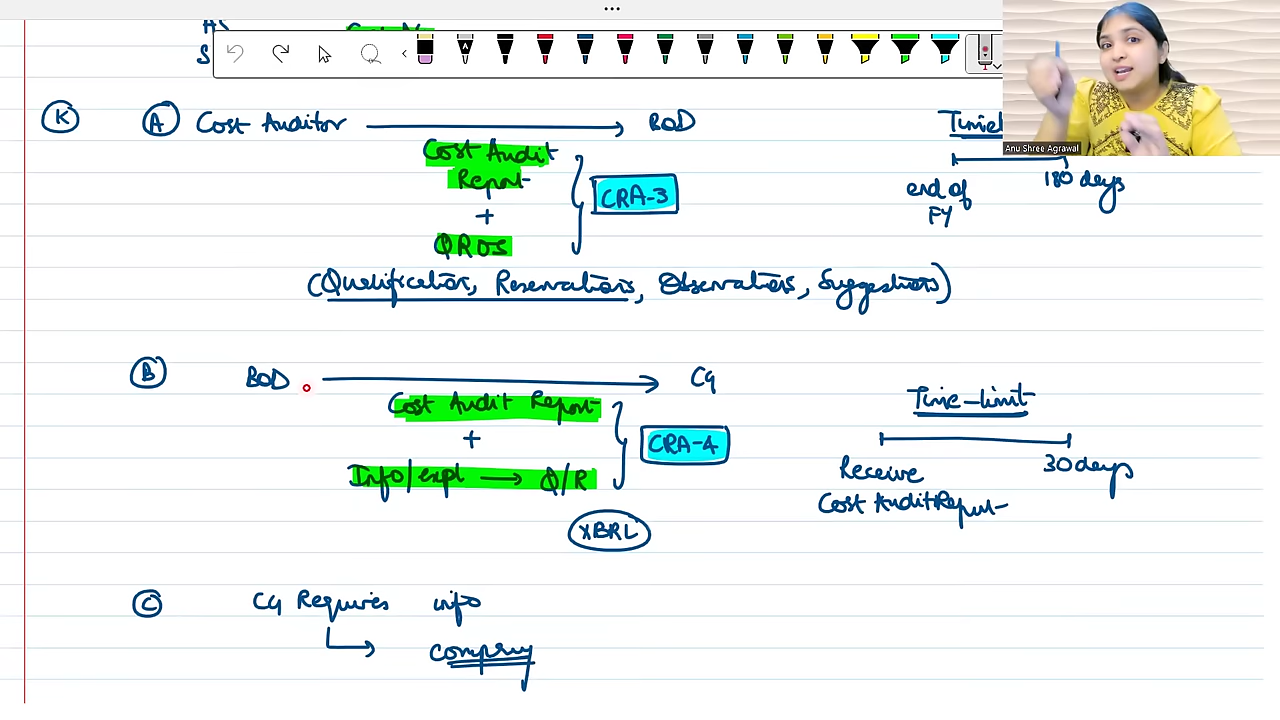 K A Cost Auditor BOD Time
Cost Audit
Report
CRA-3
+
QROS
end of
FY
180 days
(Qualification, Reservations, Observations, Suggestions)
Anu Shree Agrawal
B BOD CG
Cost Audit Report
+
CRA-4
Info/expl → Q/R
XBRL
Time-limit
Receive
Cost Audit Report
30 days
C CG Requires info
company